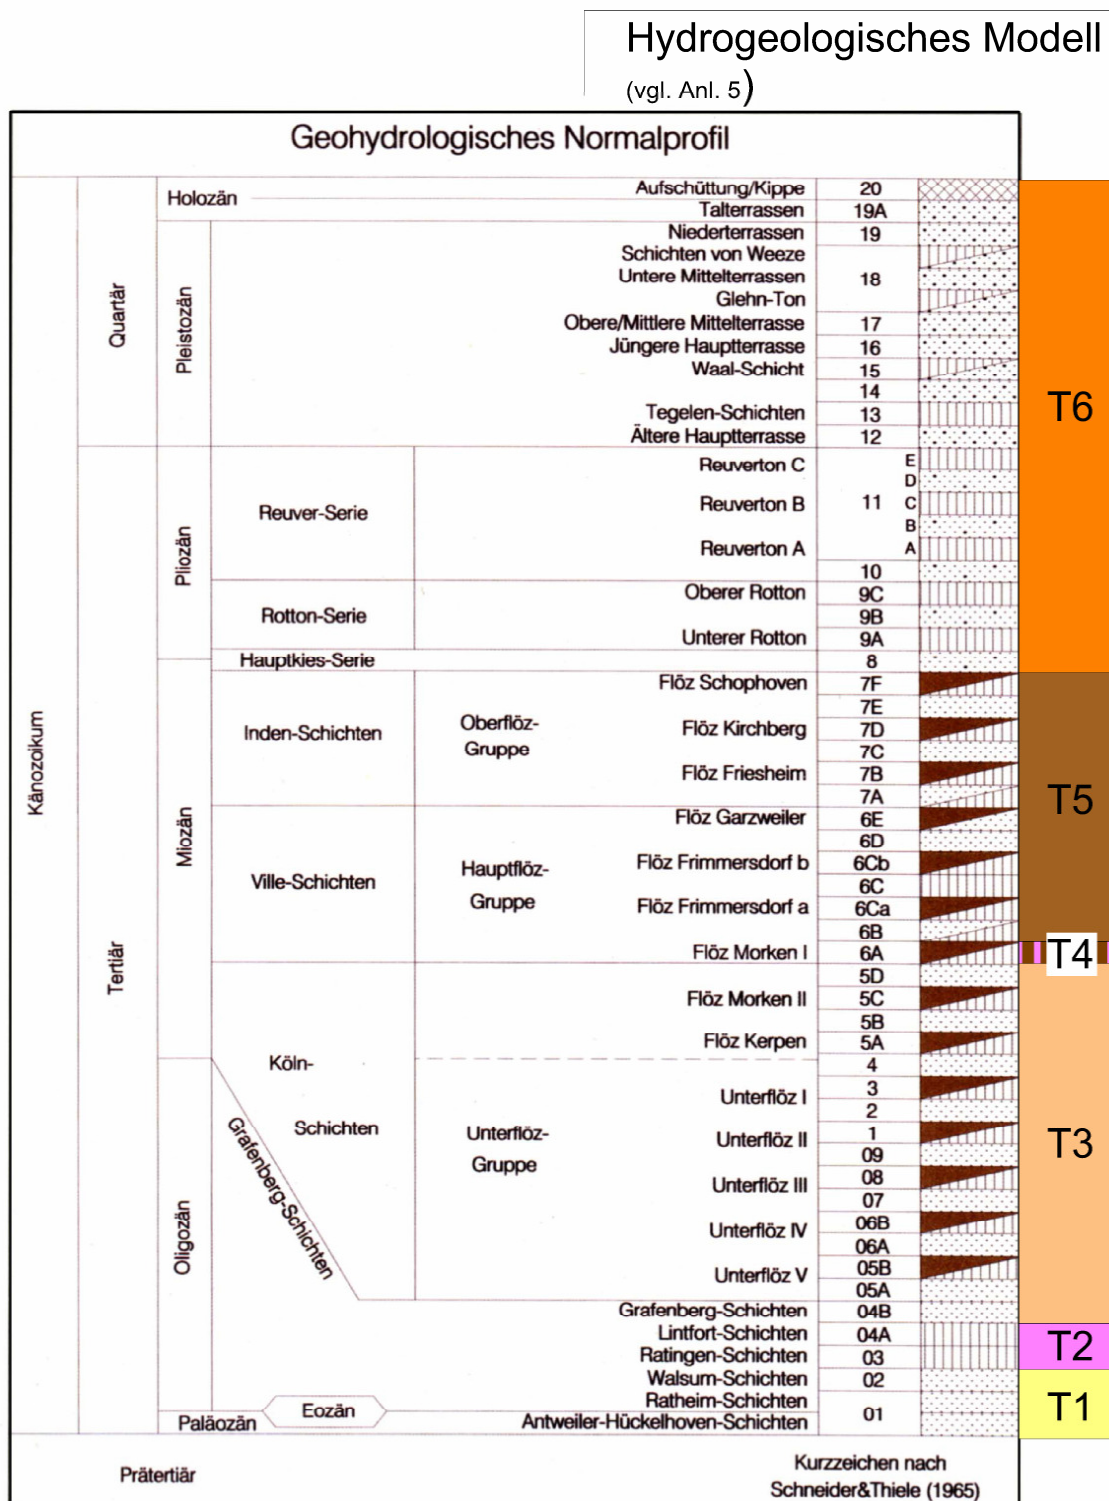 Hydrogeologisches Modell
(vgl. Anl. 5)
Geohydrologisches Normalprofil
Känozoikum
Quartär
Tertiär
Holozän
Pleistozän
Pliozän
Miozän
Oligozän
Paläozän
Eozän
Prätertiär
Reuver-Serie
Rotton-Serie
Hauptkies-Serie
Inden-Schichten
Ville-Schichten
Köln-
Schichten
Grafenberg-Schichten
Oberflöz-
Gruppe
Hauptflöz-
Gruppe
Unterflöz-
Gruppe
Aufschüttung/Kippe 20
Talterrassen 19A
Niederterrassen 19
Schichten von Weeze
Untere Mittelterrassen 18
Glehn-Ton
Obere/Mittlere Mittelterrasse 17
Jüngere Hauptterrasse 16
Waal-Schicht 15
14
Tegelen-Schichten 13
Ältere Hauptterrasse 12
Reuverton C E
D
Reuverton B 11 C
B
Reuverton A A
10
Oberer Rotton 9C
9B
Unterer Rotton 9A
8
Flöz Schophoven 7F
7E
Flöz Kirchberg 7D
7C
Flöz Friesheim 7B
7A
Flöz Garzweiler 6E
6D
Flöz Frimmersdorf b 6Cb
6C
Flöz Frimmersdorf a 6Ca
6B
Flöz Morken I 6A
5D
Flöz Morken II 5C
5B
Flöz Kerpen 5A
4
Unterflöz I 3
2
Unterflöz II 1
09
Unterflöz III 08
07
Unterflöz IV 06B
06A
Unterflöz V 05B
05A
Grafenberg-Schichten 04B
Lintfort-Schichten 04A
Ratingen-Schichten 03
Walsum-Schichten 02
Ratheim-Schichten
01
Antweiler-Hückelhoven-Schichten
T6
T5
T4
T3
T2
T1
Kurzzeichen nach
Schneider&Thiele (1965)